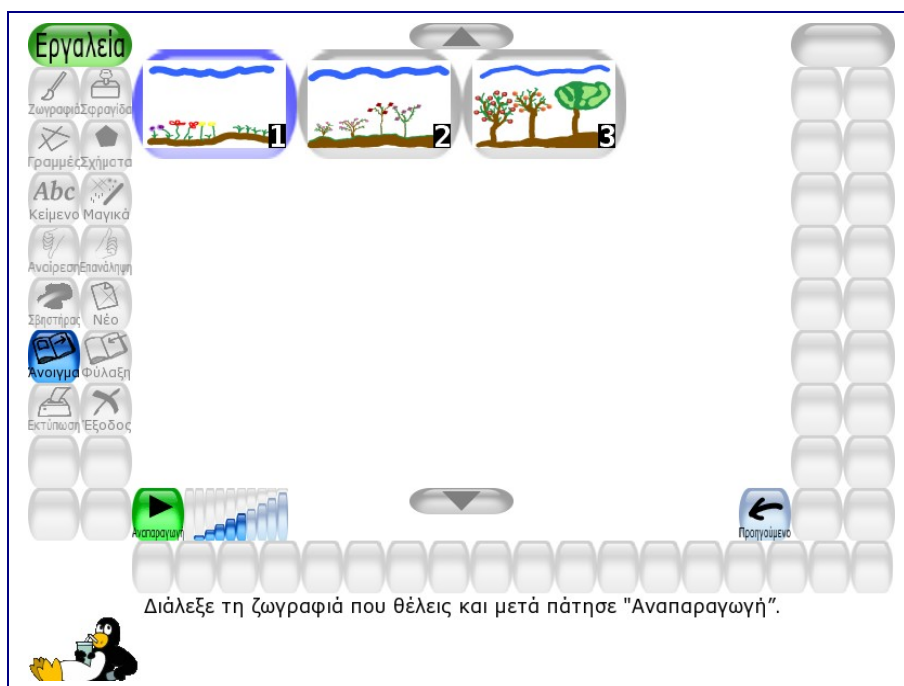 Εργαλεία
1
2
3
Ζωγραφιά Σφραγίδα
Γραμμές Σχήματα
Abc
Κείμενο Μαγικά
Αναίρεση Επανάληψη
Σβηστήρας Νέο
Άνοιγμα Φύλαξη
Εκτύπωση Έξοδος
Αναπαραγωγή
Προηγούμενο
Διάλεξε τη ζωγραφιά που θέλεις και μετά πάτησε "Αναπαραγωγή”.